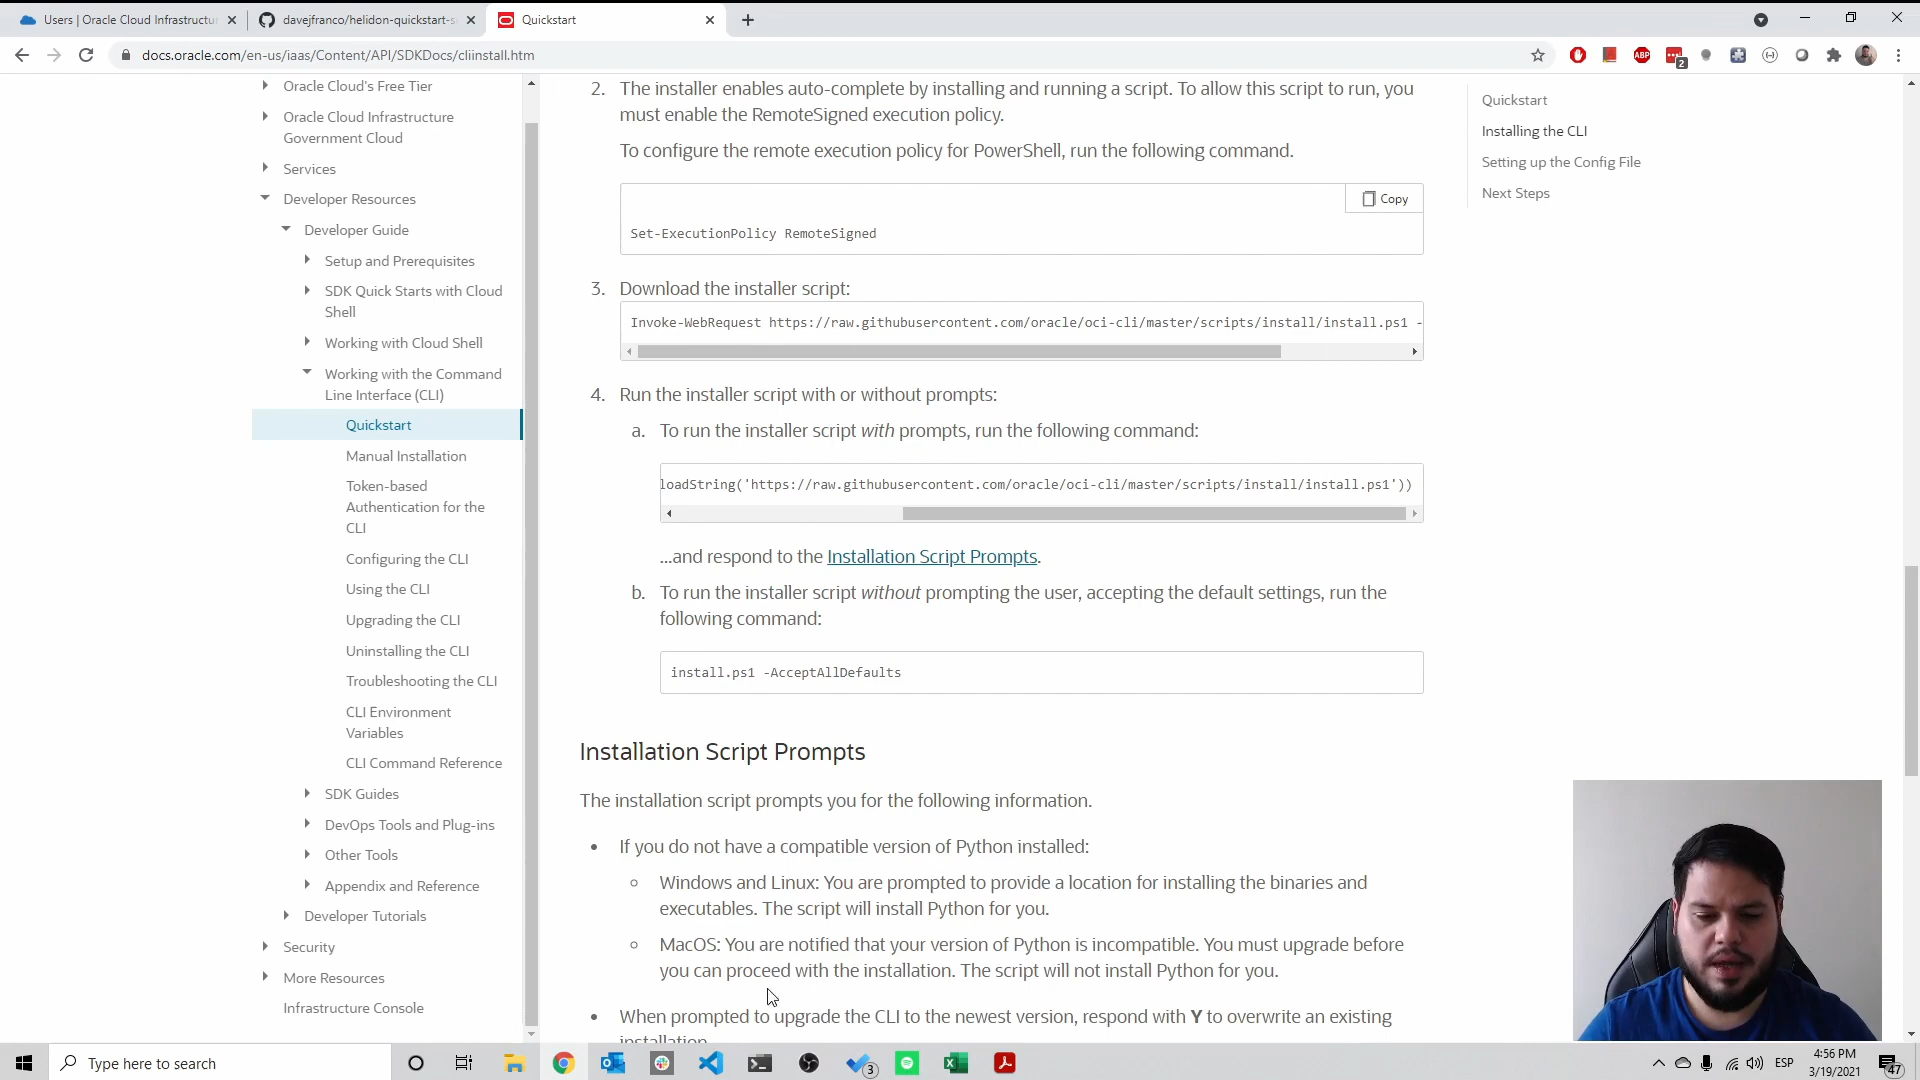 Users | Oracle Cloud Infrastructur
davejfranco/helidon-quickstart-s
Quickstart
docs.oracle.com/en-us/iaas/Content/API/SDKDocs/cliinstall.htm
2
Oracle Cloud's Free Tier
Oracle Cloud Infrastructure
Government Cloud
Services
Developer Resources
Developer Guide
Setup and Prerequisites
SDK Quick Starts with Cloud
Shell
Working with Cloud Shell
Working with the Command
Line Interface (CLI)
Quickstart
Manual Installation
Token-based
Authentication for the
CLI
Configuring the CLI
Using the CLI
Upgrading the CLI
Uninstalling the CLI
Troubleshooting the CLI
CLI Environment
Variables
CLI Command Reference
SDK Guides
DevOps Tools and Plug-ins
Other Tools
Appendix and Reference
Developer Tutorials
Security
More Resources
Infrastructure Console
2. The installer enables auto-complete by installing and running a script. To allow this script to run, you
must enable the RemoteSigned execution policy.
To configure the remote execution policy for PowerShell, run the following command.
Copy
Set-ExecutionPolicy RemoteSigned
3. Download the installer script:
Invoke-WebRequest https://raw.githubusercontent.com/oracle/oci-cli/master/scripts/install/install.ps1 -
4. Run the installer script with or without prompts:
a. To run the installer script with prompts, run the following command:
loadString('https://raw.githubusercontent.com/oracle/oci-cli/master/scripts/install/install.ps1'))
...and respond to the Installation Script Prompts.
b. To run the installer script without prompting the user, accepting the default settings, run the
following command:
install.ps1 -AcceptAllDefaults
Installation Script Prompts
The installation script prompts you for the following information.
• If you do not have a compatible version of Python installed:
Windows and Linux: You are prompted to provide a location for installing the binaries and
executables. The script will install Python for you.
MacOS: You are notified that your version of Python is incompatible. You must upgrade before
you can proceed with the installation. The script will not install Python for you.
• When prompted to upgrade the CLI to the newest version, respond with Y to overwrite an existing
installation.
Quickstart
Installing the CLI
Setting up the Config File
Next Steps
Type here to search
3
ESP
4:56 PM
3/19/2021
47